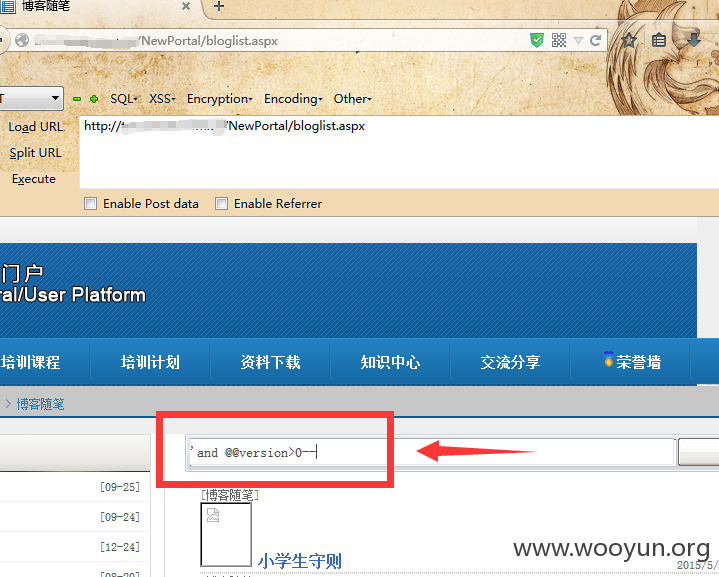 博客随笔
/NewPortal/bloglist.aspx
T SQL XSS Encryption Encoding Other
Load URL
http:// /NewPortal/bloglist.aspx
Split URL
Execute
Enable Post data Enable Referrer
门户
ral/User Platform
培训课程 培训计划 资料下载 知识中心 交流分享 荣誉墙
> 博客随笔
'and @@version>0--
[09-25]
[博客随笔]
[09-24]
[12-24]
小学生守则
www.wooyun.org
2015/5/